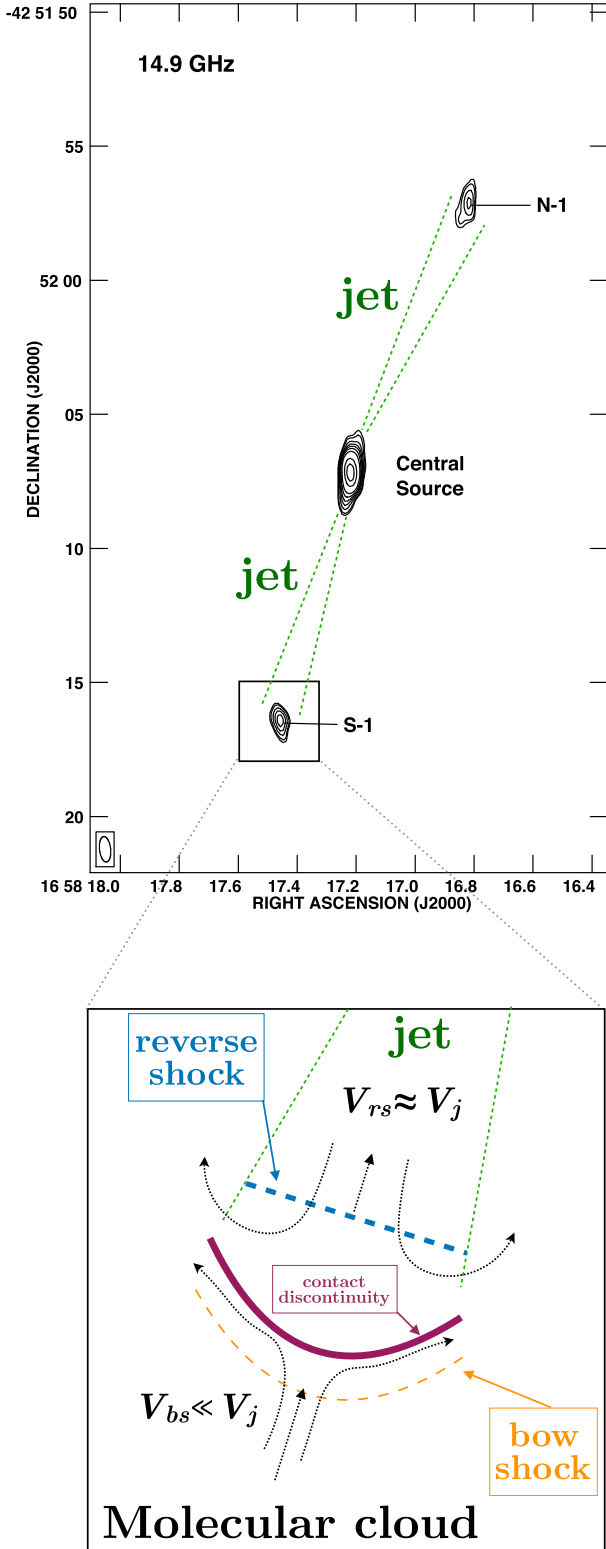 -42 51 50
14.9 GHz
55
N-1
52 00
jet
DECLINATION (J2000)
05
Central
Source
10
jet
15
S-1
20
16 58 18.0 17.8 17.6 17.4 17.2 17.0 16.8 16.6 16.4
RIGHT ASCENSION (J2000)
jet
reverse
shock
V_rs ≈ V_j
contact
discontinuity
V_bs ≪ V_j
bow
shock
Molecular cloud